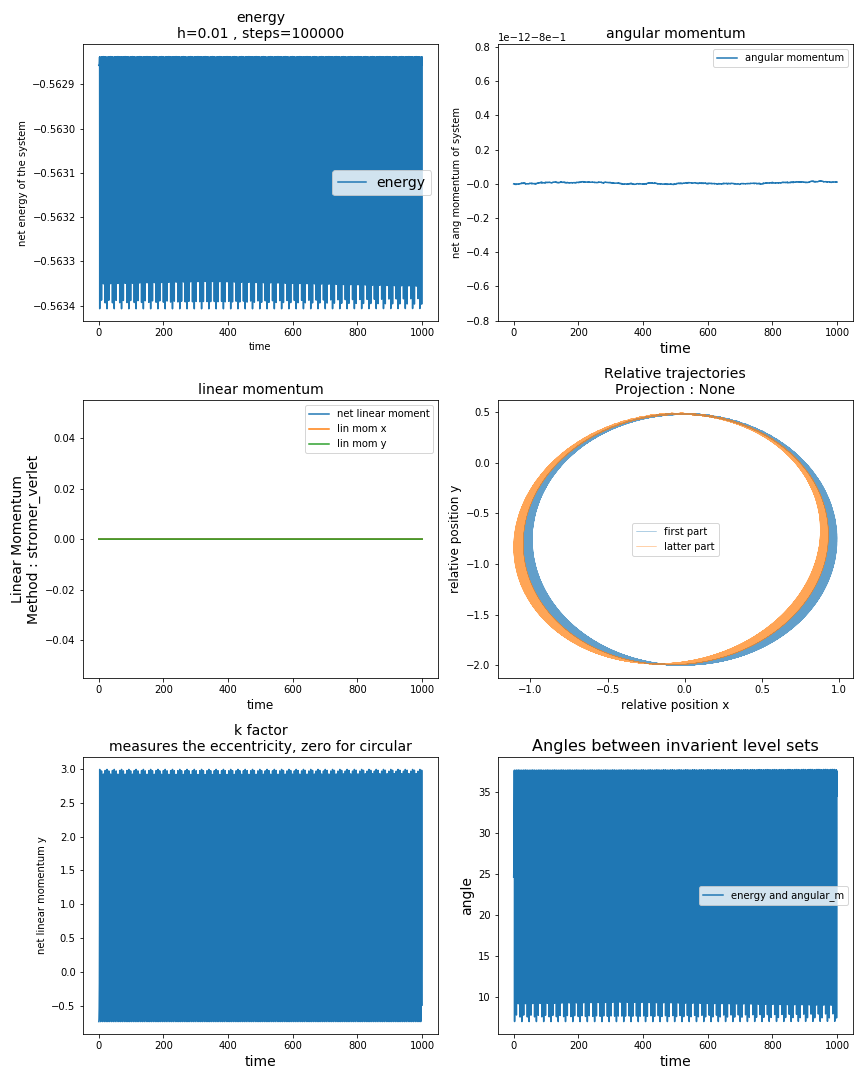 energy
h=0.01 , steps=100000
net energy of the system
−0.5629
−0.5630
−0.5631
−0.5632
−0.5633
−0.5634
energy
0 200 400 600 800 1000
time
angular momentum
1e−12−8e−1
net ang momentum of system
0.8
0.6
0.4
0.2
−0.0
−0.2
−0.4
−0.6
−0.8
angular momentum
0 200 400 600 800 1000
time
linear momentum
Linear Momentum
Method : stromer_verlet
0.04
0.02
0.00
−0.02
−0.04
net linear moment
lin mom x
lin mom y
0 200 400 600 800 1000
time
Relative trajectories
Projection : None
relative position y
0.5
0.0
−0.5
−1.0
−1.5
−2.0
first part
latter part
−1.0 −0.5 0.0 0.5 1.0
relative position x
k factor
measures the eccentricity, zero for circular
net linear momentum y
3.0
2.5
2.0
1.5
1.0
0.5
0.0
−0.5
0 200 400 600 800 1000
time
Angles between invarient level sets
angle
35
30
25
20
15
10
energy and angular_m
0 200 400 600 800 1000
time